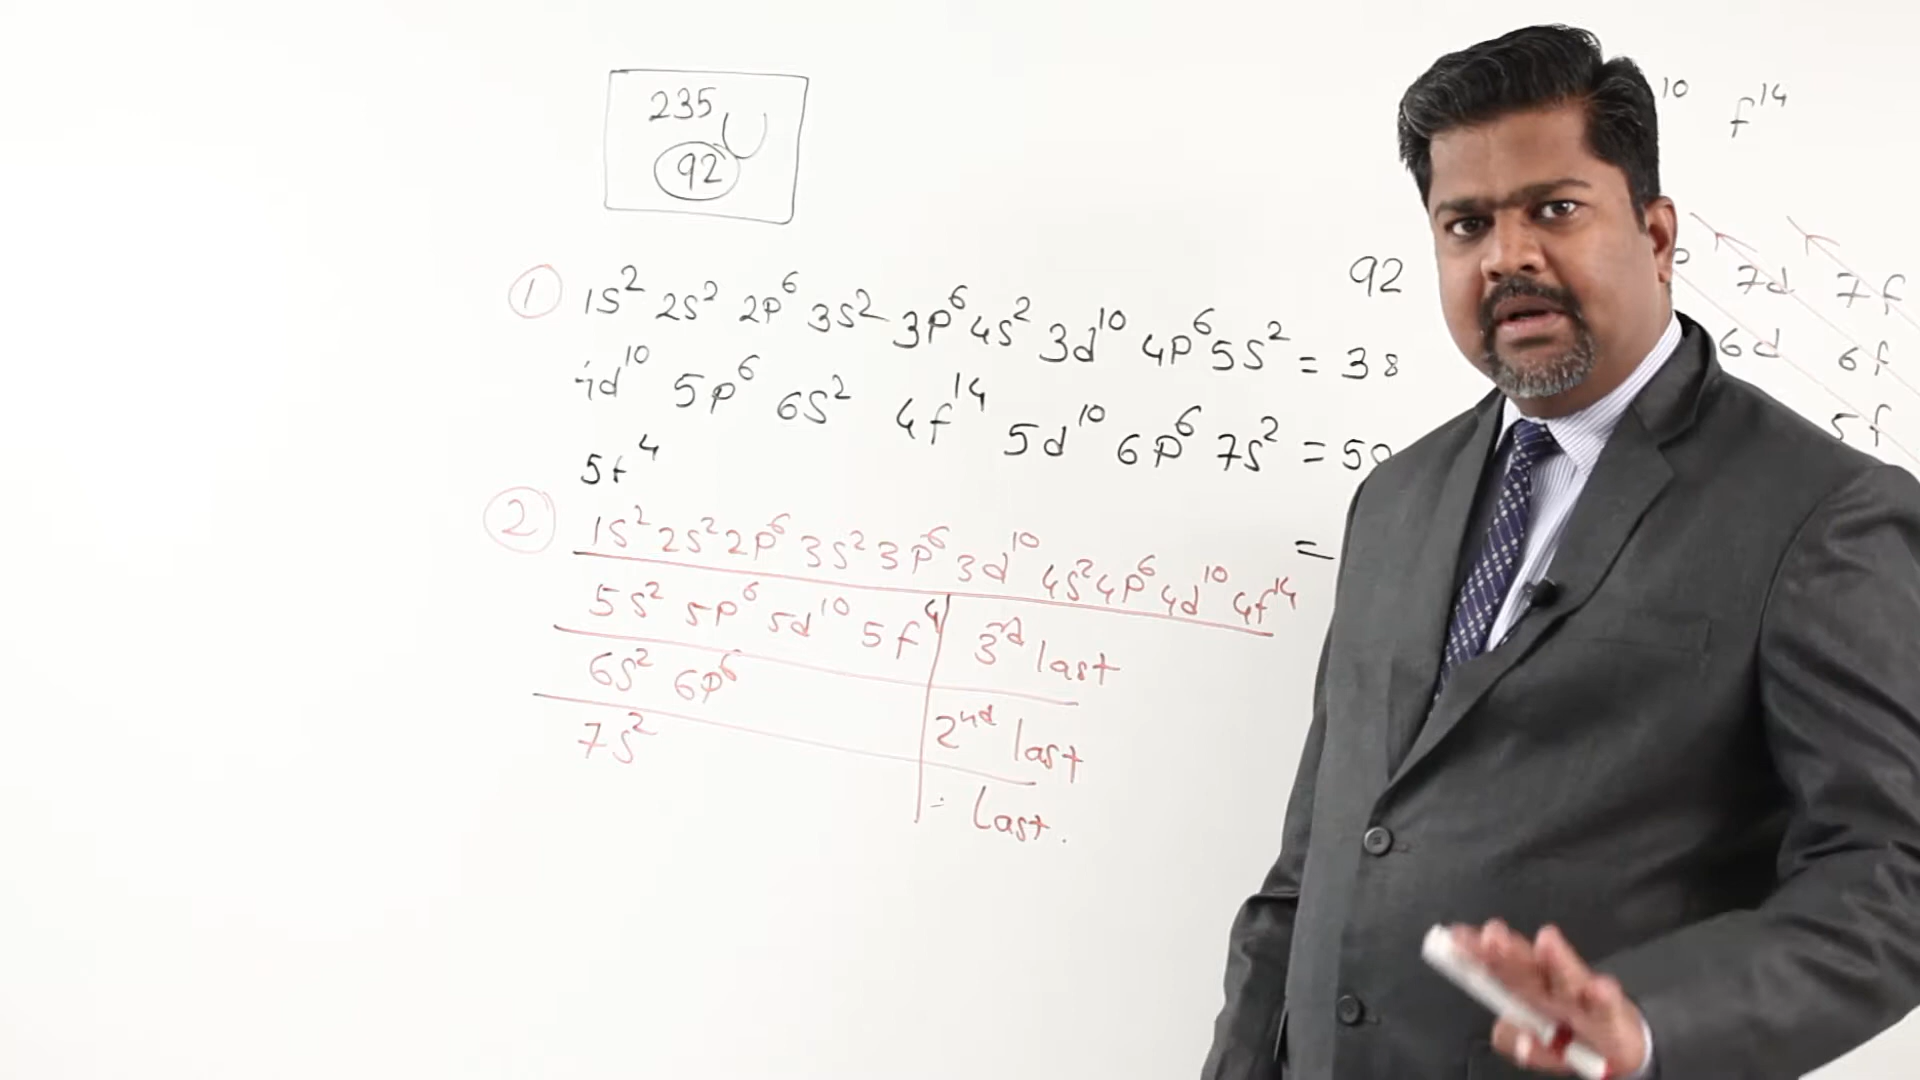 235
92 U
10 f14
92
① 1s² 2s² 2p⁶ 3s² 3p⁶ 4s² 3d¹⁰ 4p⁶ 5s² = 38
4d¹⁰ 5p⁶ 6s² 4f¹⁴ 5d¹⁰ 6p⁶ 7s² = 50
5f⁴
=
② 1s² 2s² 2p⁶ 3s² 3p⁶ 3d¹⁰ 4s² 4p⁶ 4d¹⁰ 4f¹⁴
5s² 5p⁶ 5d¹⁰ 5f⁴ 3rd last
6s² 6p⁶ 2nd last
7s² = Last.
p 7d 7f
6d 6f
5f